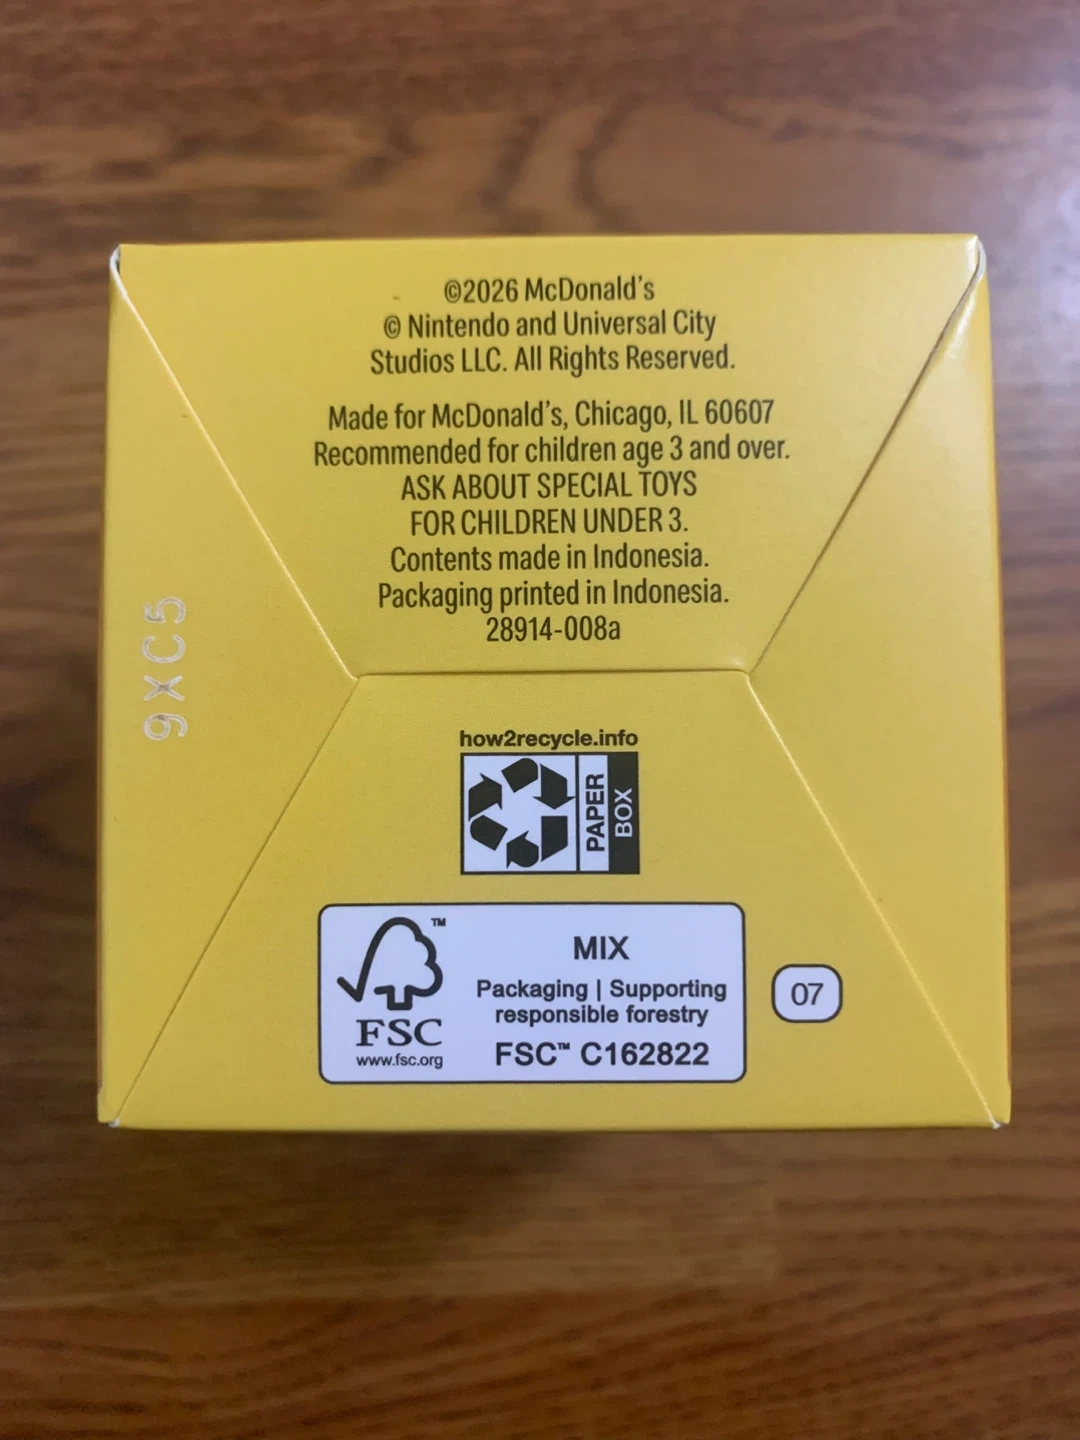 ©2026 McDonald's
© Nintendo and Universal City
Studios LLC. All Rights Reserved.
Made for McDonald's, Chicago, IL 60607
Recommended for children age 3 and over.
ASK ABOUT SPECIAL TOYS
FOR CHILDREN UNDER 3.
Contents made in Indonesia.
Packaging printed in Indonesia.
28914-008a
9XC5
how2recycle.info
PAPER
BOX
TM
FSC
www.fsc.org
MIX
Packaging | Supporting
responsible forestry
FSC™ C162822
07